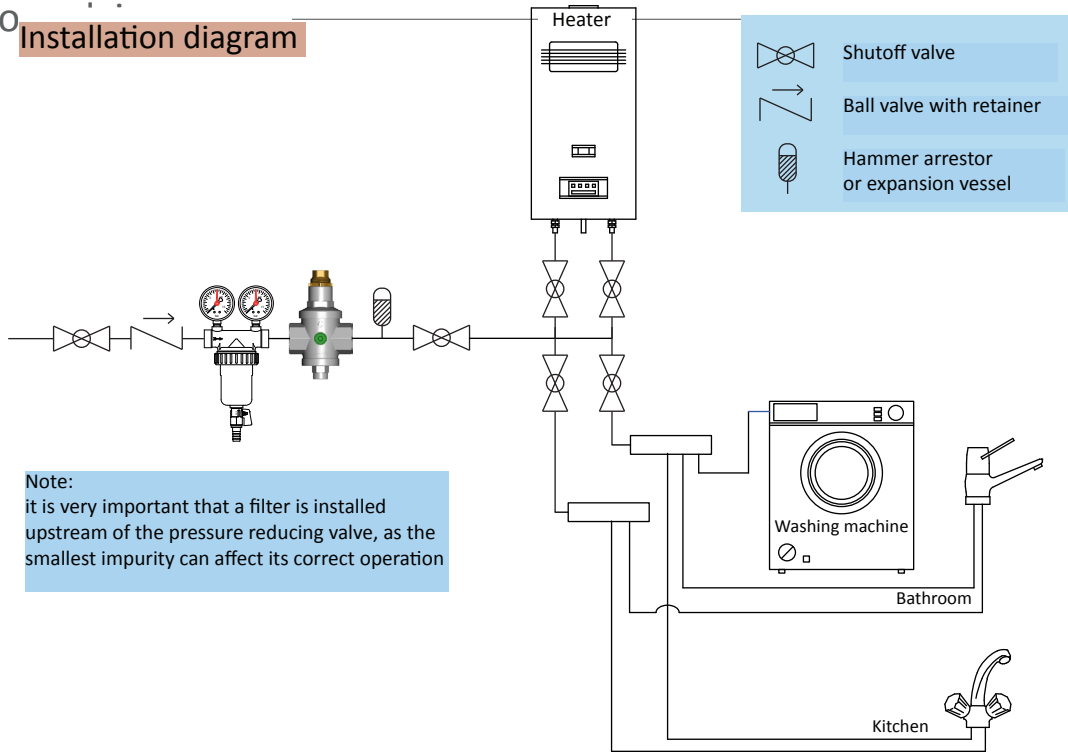 Installation diagram
Heater
Shutoff valve
Ball valve with retainer
Hammer arrestor
or expansion vessel
Note:
it is very important that a filter is installed
upstream of the pressure reducing valve, as the
smallest impurity can affect its correct operation
Washing machine
Bathroom
Kitchen